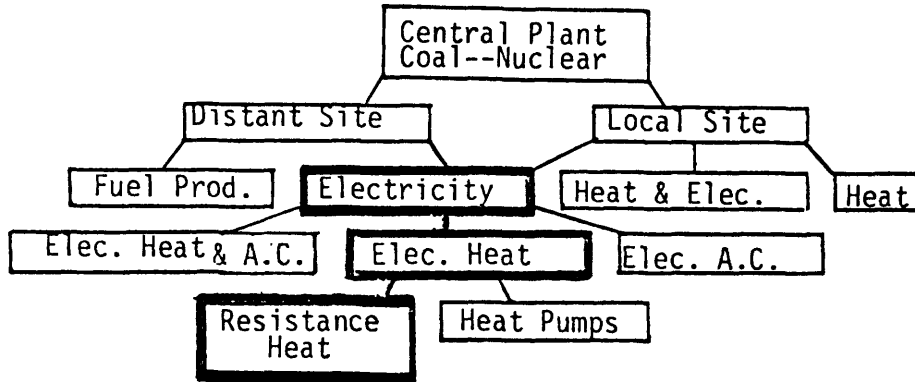 Central Plant
Coal--Nuclear
Distant Site
Local Site
Fuel Prod.
Electricity
Heat & Elec.
Heat
Elec. Heat & A.C.
Elec. Heat
Elec. A.C.
Resistance
Heat
Heat Pumps